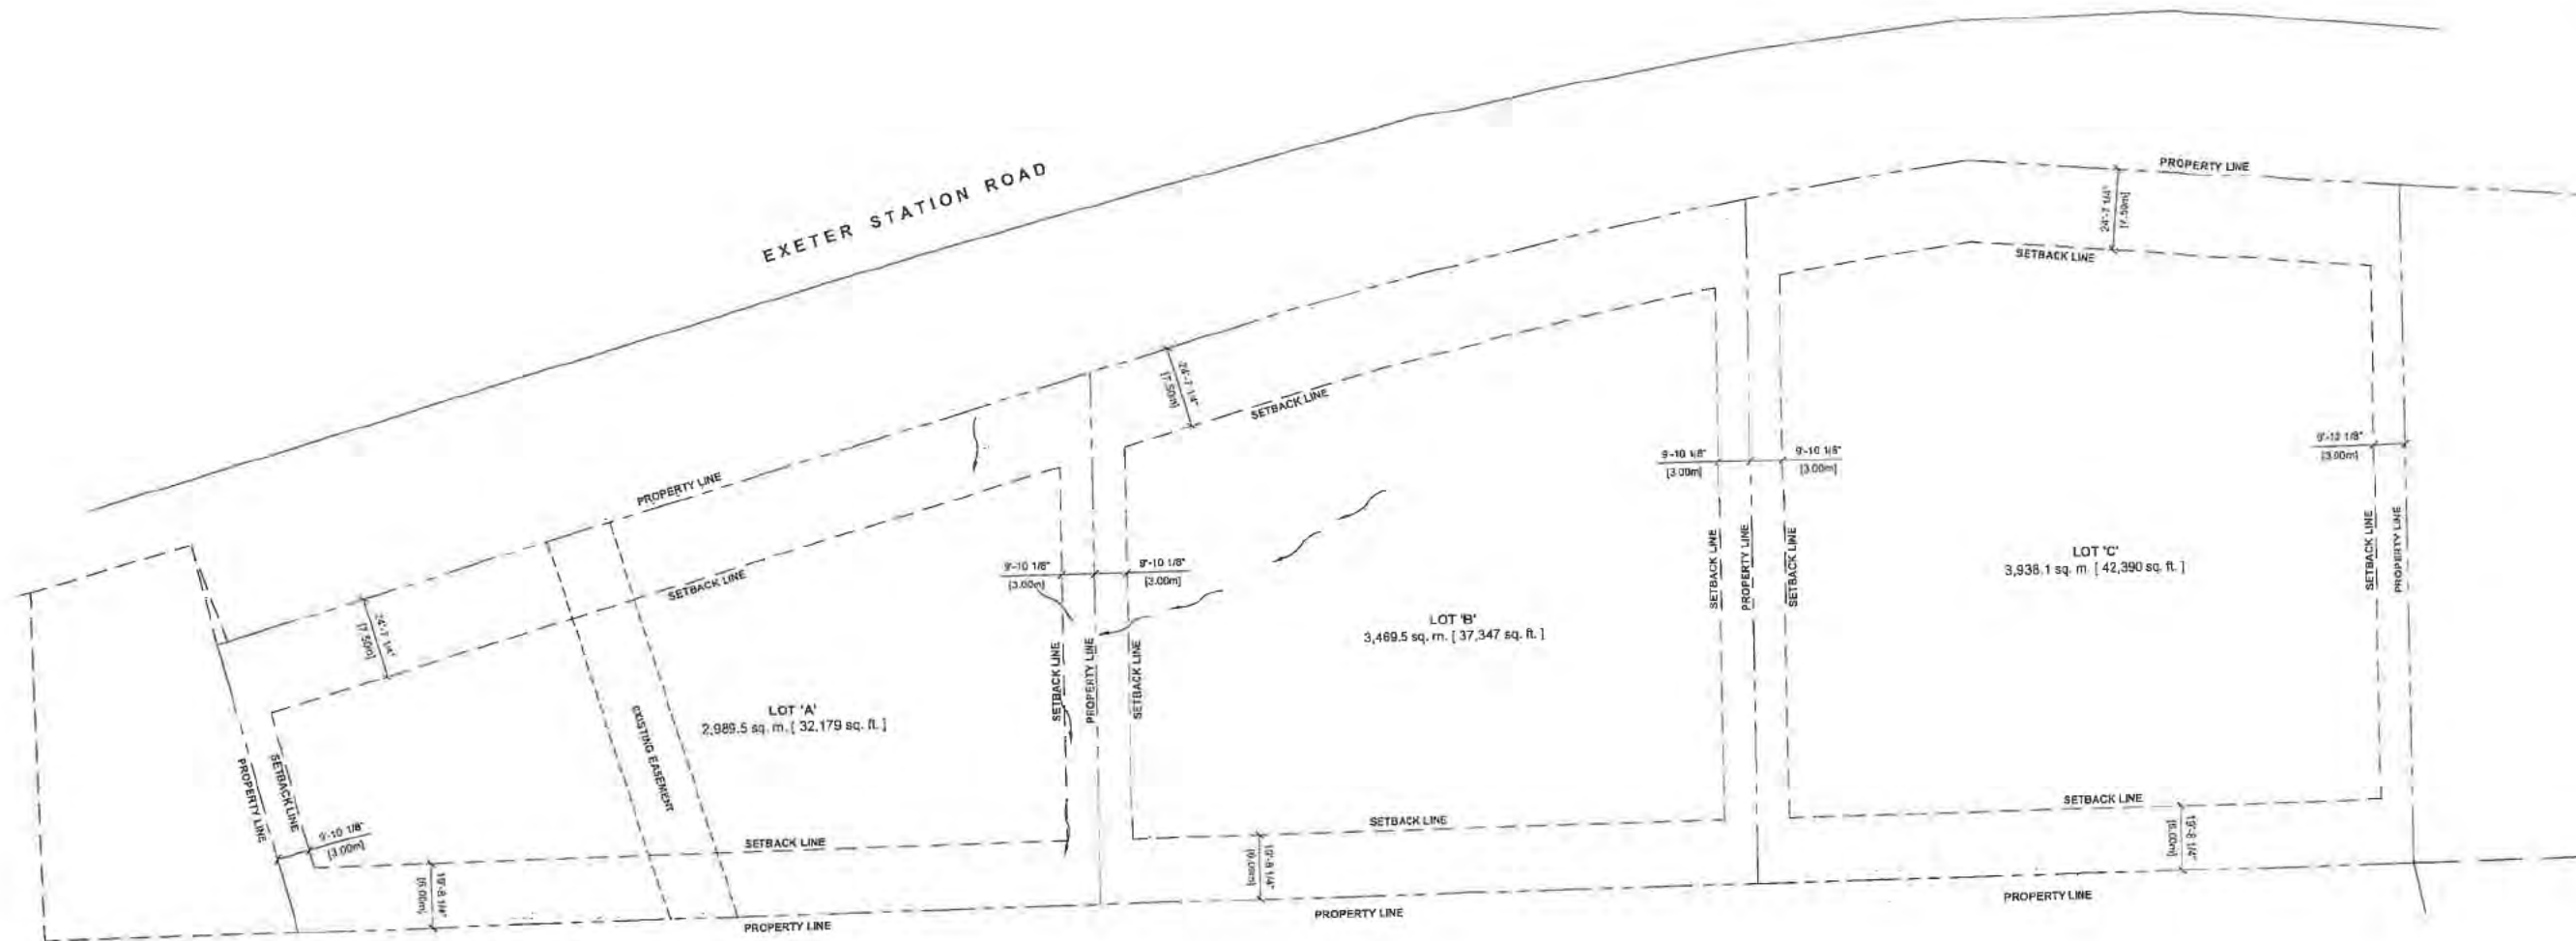 EXETER STATION ROAD
PROPERTY LINE
24'-7 1/4"
[7.50m]
SETBACK LINE
24'-7 1/4"
[7.50m]
SETBACK LINE
PROPERTY LINE
9'-10 1/8"
[3.00m]
9'-10 1/8"
[3.00m]
9'-10 1/8"
[3.00m]
SETBACK LINE
PROPERTY LINE
SETBACK LINE
SETBACK LINE
PROPERTY LINE
LOT 'C'
3,938.1 sq. m. [ 42,390 sq. ft. ]
9'-10 1/8"
[3.00m]
9'-10 1/8"
[3.00m]
SETBACK LINE
24'-7 1/4"
[7.50m]
LOT 'B'
3,469.5 sq. m. [ 37,347 sq. ft. ]
SETBACK LINE
PROPERTY LINE
SETBACK LINE
LOT 'A'
2,989.5 sq. m. [ 32,179 sq. ft. ]
EXISTING EASEMENT
PROPERTY LINE
SETBACK LINE
9'-10 1/8"
[3.00m]
SETBACK LINE
SETBACK LINE
SETBACK LINE
19'-8 1/4"
[6.00m]
19'-8 1/4"
[6.00m]
19'-8 1/4"
[6.00m]
PROPERTY LINE
PROPERTY LINE
PROPERTY LINE